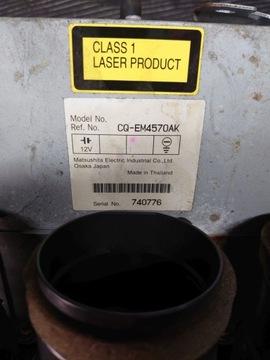 CLASS 1
LASER PRODUCT
Model No.
Ref. No. CQ-EM4570AK
12V
Matsushita Electric Industrial Co.,Ltd.
Osaka Japan
Made in Thailand
Serial No. 740776